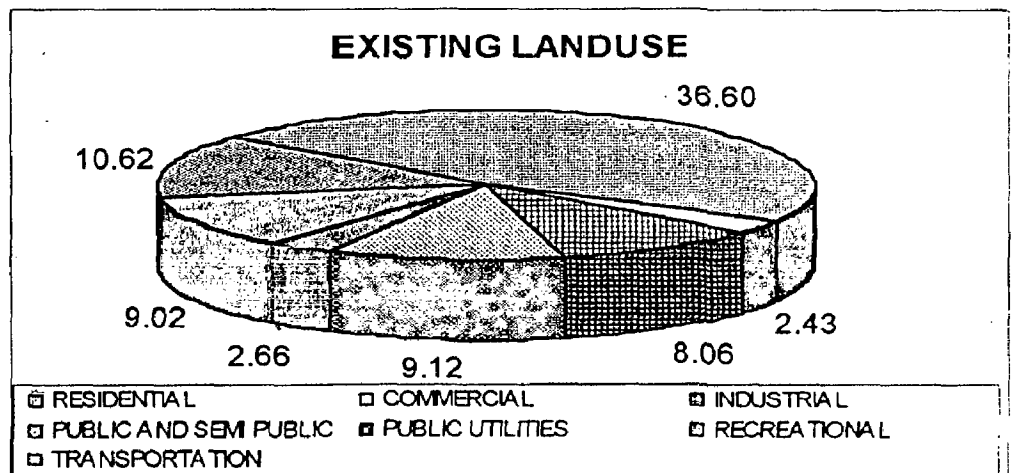 EXISTING LANDUSE
36.60
10.62
9.02
2.66
9.12
8.06
2.43
RESIDENTIAL COMMERCIAL INDUSTRIAL
PUBLIC AND SEMI PUBLIC PUBLIC UTILITIES RECREATIONAL
TRANSPORTATION